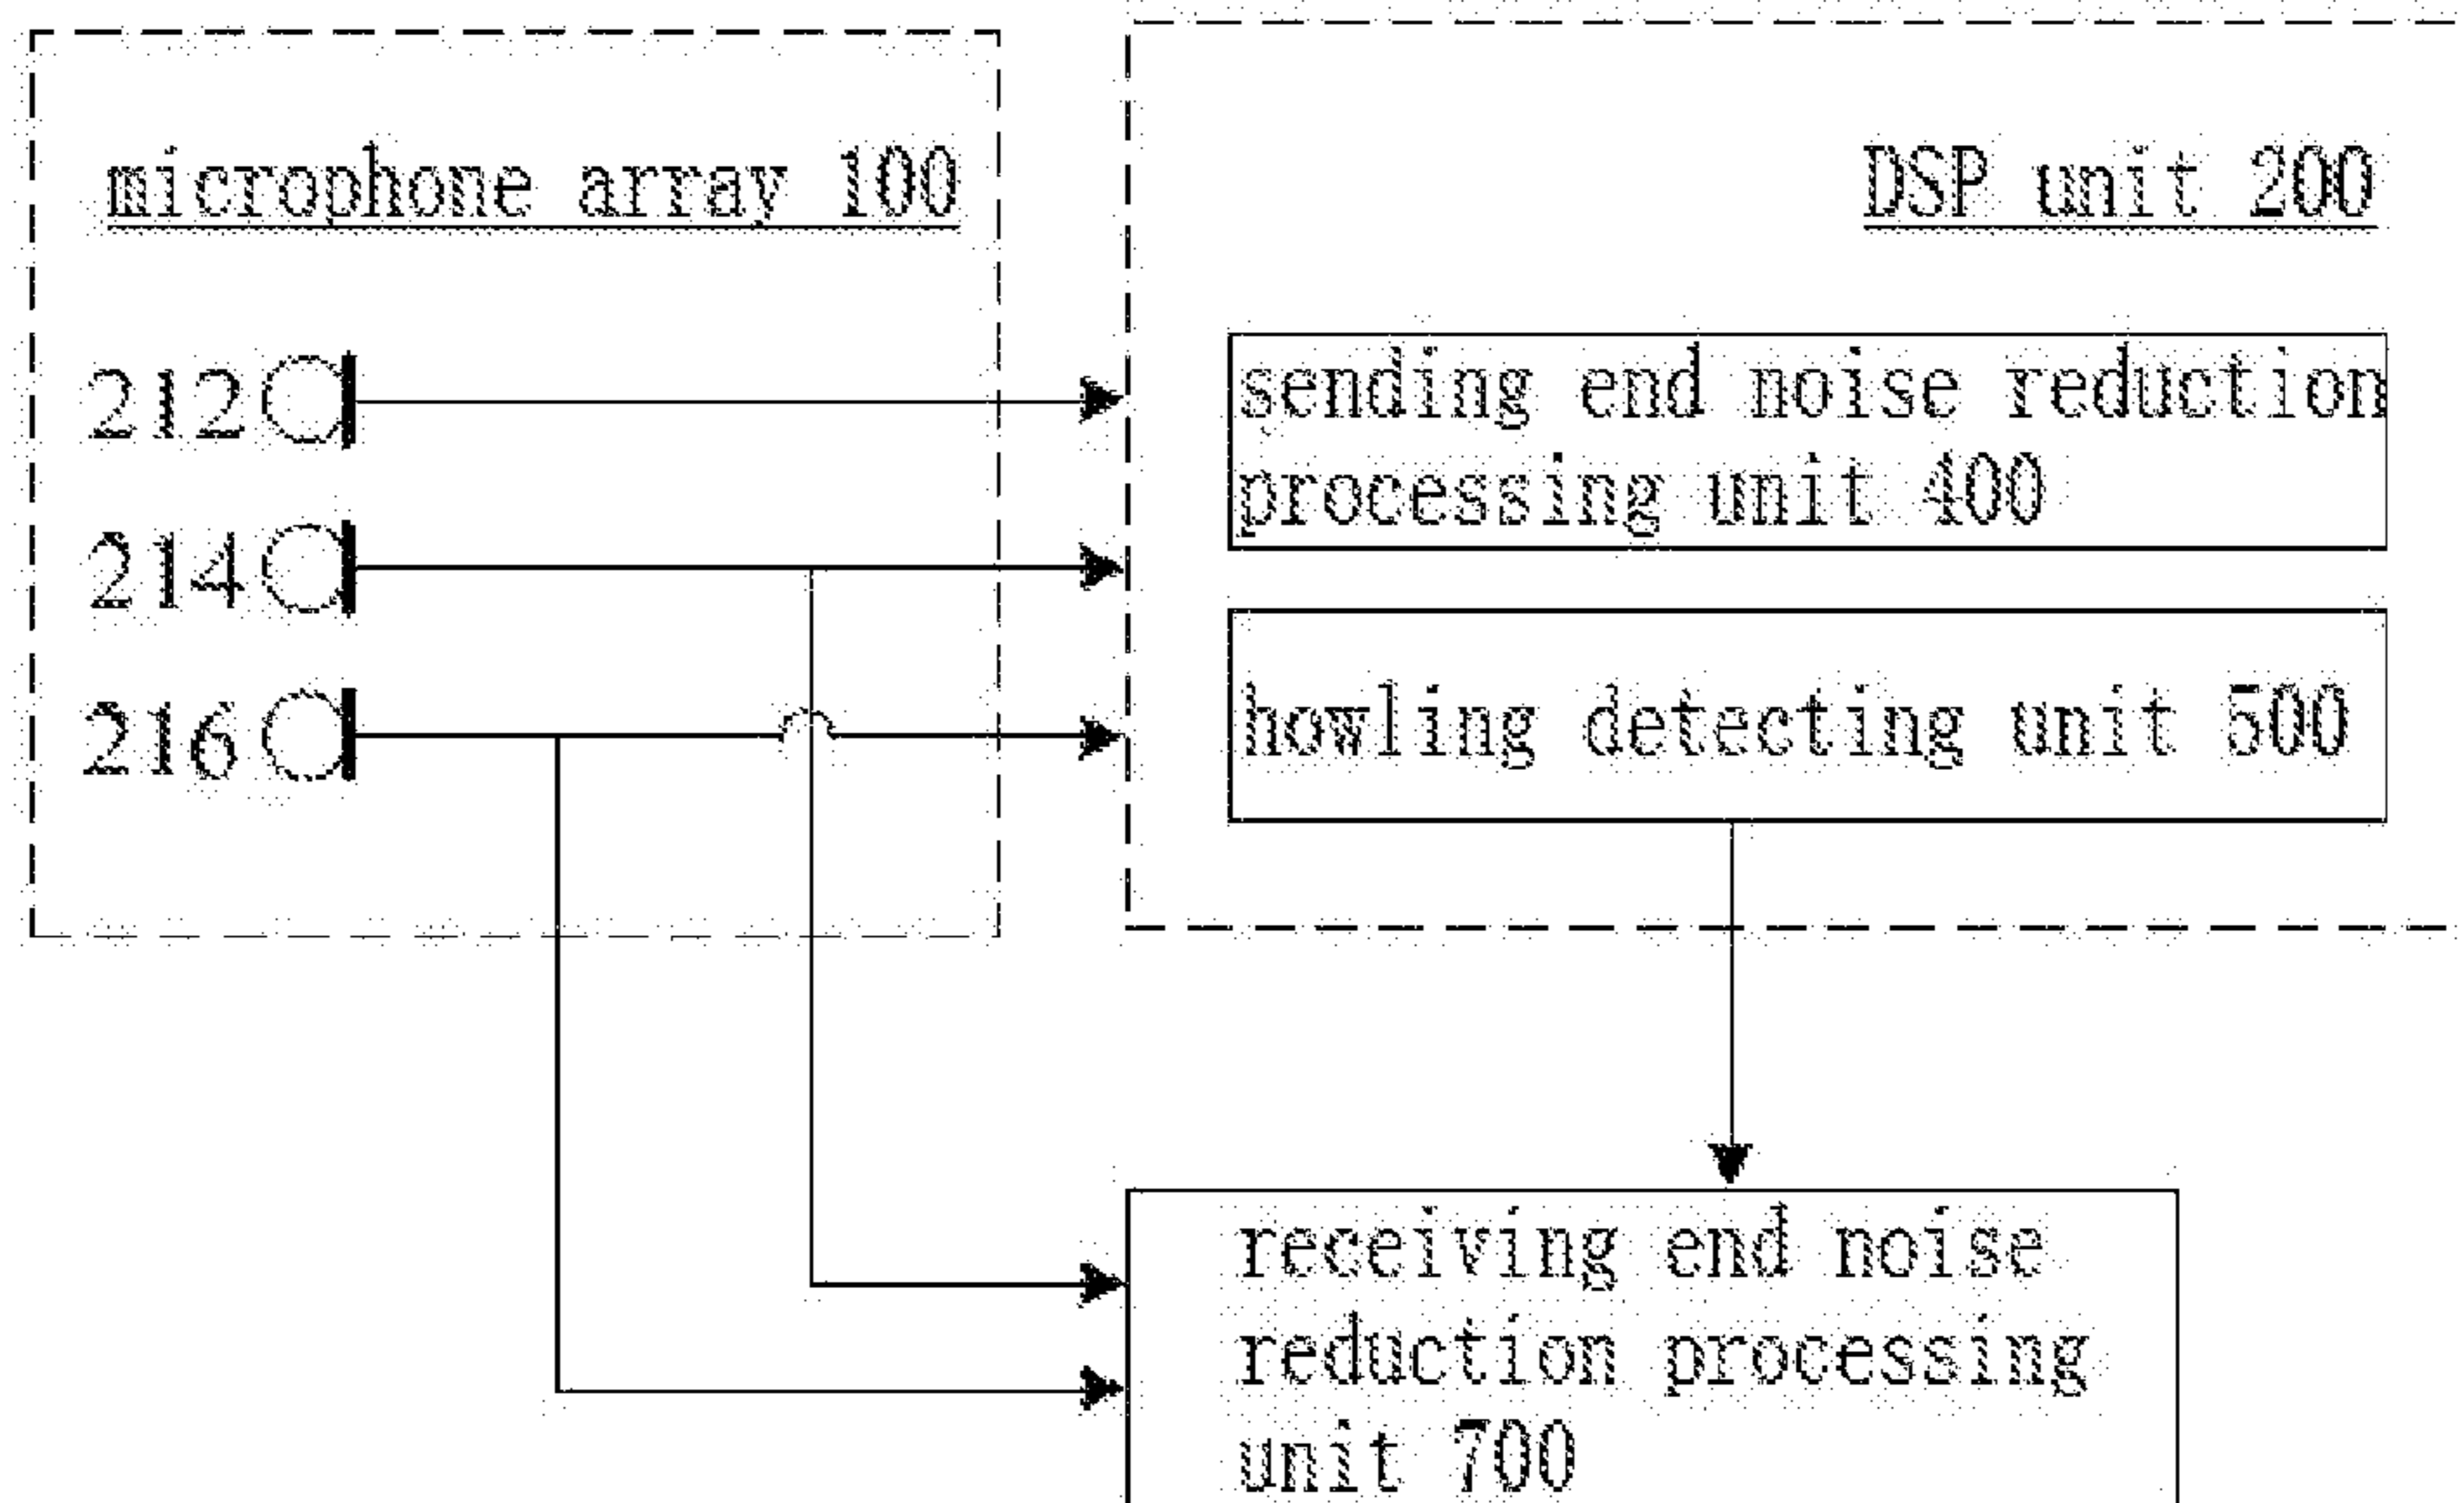 microphone array 100
212
214
216
DSP unit 200
sending end noise reduction
processing unit 400
howling detecting unit 500
receiving end noise
reduction processing
unit 700